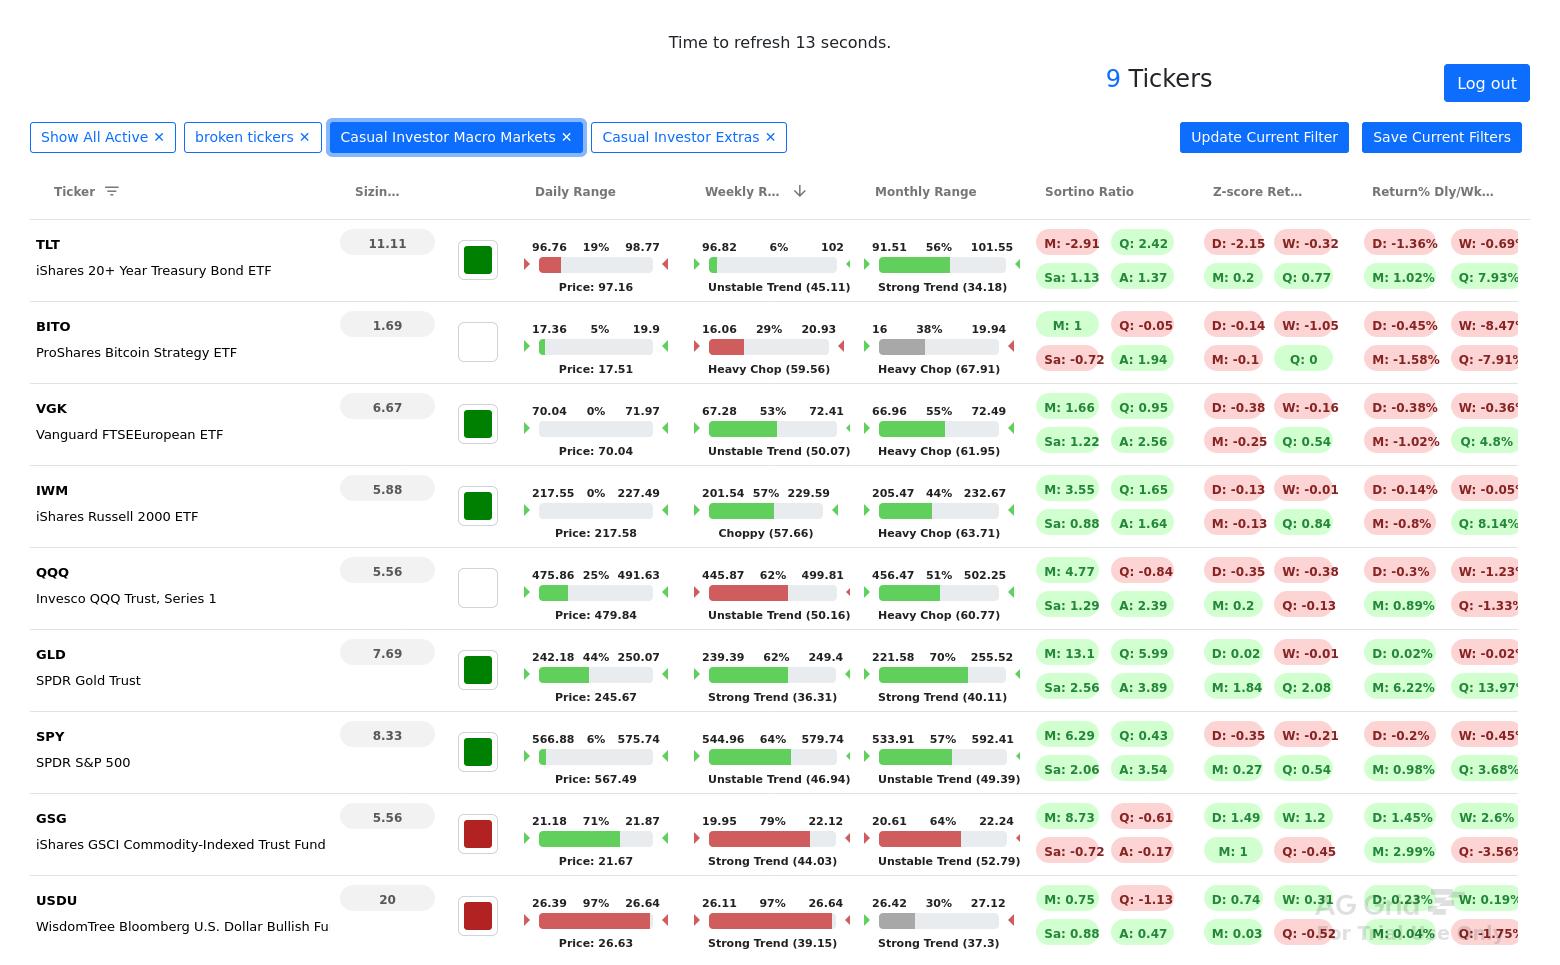 Time to refresh 13 seconds.
9 Tickers
Log out
Show All Active ✕ broken tickers ✕ Casual Investor Macro Markets ✕ Casual Investor Extras ✕ Update Current Filter Save Current Filters
Ticker Sizin... Daily Range Weekly R... Monthly Range Sortino Ratio Z-score Ret... Return% Dly/Wk...
TLT 11.11 96.76 19% 98.77 96.82 6% 102 91.51 56% 101.55 M: -2.91 Q: 2.42 D: -2.15 W: -0.32 D: -1.36% W: -0.69%
iShares 20+ Year Treasury Bond ETF Sa: 1.13 A: 1.37 M: 0.2 Q: 0.77 M: 1.02% Q: 7.93%
Price: 97.16 Unstable Trend (45.11) Strong Trend (34.18)
BITO 1.69 17.36 5% 19.9 16.06 29% 20.93 16 38% 19.94 M: 1 Q: -0.05 D: -0.14 W: -1.05 D: -0.45% W: -8.47%
ProShares Bitcoin Strategy ETF Sa: -0.72 A: 1.94 M: -0.1 Q: 0 M: -1.58% Q: -7.91%
Price: 17.51 Heavy Chop (59.56) Heavy Chop (67.91)
VGK 6.67 70.04 0% 71.97 67.28 53% 72.41 66.96 55% 72.49 M: 1.66 Q: 0.95 D: -0.38 W: -0.16 D: -0.38% W: -0.36%
Vanguard FTSEEuropean ETF Sa: 1.22 A: 2.56 M: -0.25 Q: 0.54 M: -1.02% Q: 4.8%
Price: 70.04 Unstable Trend (50.07) Heavy Chop (61.95)
IWM 5.88 217.55 0% 227.49 201.54 57% 229.59 205.47 44% 232.67 M: 3.55 Q: 1.65 D: -0.13 W: -0.01 D: -0.14% W: -0.05%
iShares Russell 2000 ETF Sa: 0.88 A: 1.64 M: -0.13 Q: 0.84 M: -0.8% Q: 8.14%
Price: 217.58 Choppy (57.66) Heavy Chop (63.71)
QQQ 5.56 475.86 25% 491.63 445.87 62% 499.81 456.47 51% 502.25 M: 4.77 Q: -0.84 D: -0.35 W: -0.38 D: -0.3% W: -1.23%
Invesco QQQ Trust, Series 1 Sa: 1.29 A: 2.39 M: 0.2 Q: -0.13 M: 0.89% Q: -1.33%
Price: 479.84 Unstable Trend (50.16) Heavy Chop (60.77)
GLD 7.69 242.18 44% 250.07 239.39 62% 249.4 221.58 70% 255.52 M: 13.1 Q: 5.99 D: 0.02 W: -0.01 D: 0.02% W: -0.02%
SPDR Gold Trust Sa: 2.56 A: 3.89 M: 1.84 Q: 2.08 M: 6.22% Q: 13.97%
Price: 245.67 Strong Trend (36.31) Strong Trend (40.11)
SPY 8.33 566.88 6% 575.74 544.96 64% 579.74 533.91 57% 592.41 M: 6.29 Q: 0.43 D: -0.35 W: -0.21 D: -0.2% W: -0.45%
SPDR S&P 500 Sa: 2.06 A: 3.54 M: 0.27 Q: 0.54 M: 0.98% Q: 3.68%
Price: 567.49 Unstable Trend (46.94) Unstable Trend (49.39)
GSG 5.56 21.18 71% 21.87 19.95 79% 22.12 20.61 64% 22.24 M: 8.73 Q: -0.61 D: 1.49 W: 1.2 D: 1.45% W: 2.6%
iShares GSCI Commodity-Indexed Trust Fund Sa: -0.72 A: -0.17 M: 1 Q: -0.45 M: 2.99% Q: -3.56%
Price: 21.67 Strong Trend (44.03) Unstable Trend (52.79)
USDU 20 26.39 97% 26.64 26.11 97% 26.64 26.42 30% 27.12 M: 0.75 Q: -1.13 D: 0.74 W: 0.31 D: 0.23% W: 0.19%
WisdomTree Bloomberg U.S. Dollar Bullish Fu Sa: 0.88 A: 0.47 M: 0.03 Q: -0.52 M: 0.04% Q: -1.75%
Price: 26.63 Strong Trend (39.15) Strong Trend (37.3)
AG Grid
For Trial Use Only